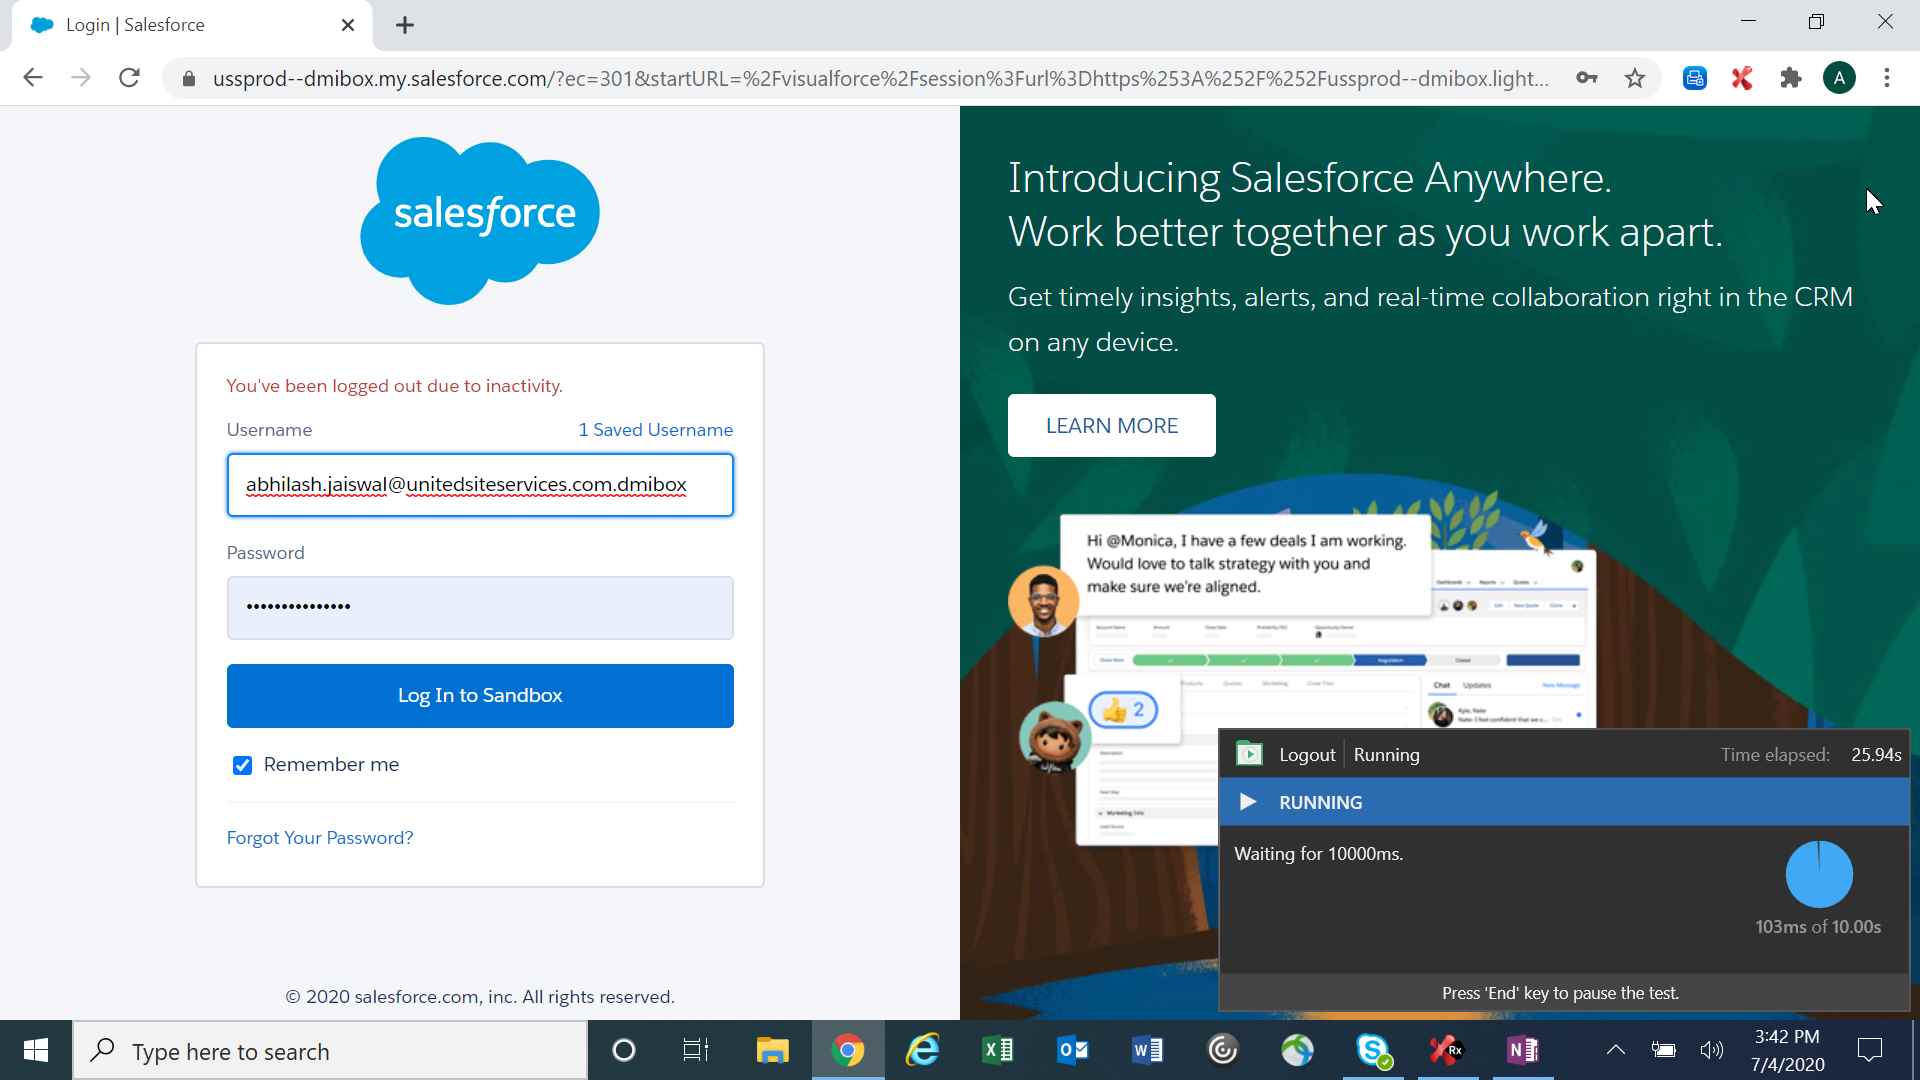 Login | Salesforce
ussprod--dmibox.my.salesforce.com/?ec=301&startURL=%2Fvisualforce%2Fsession%3Furl%3Dhttps%253A%252F%252Fussprod--dmibox.light...
A
salesforce
You've been logged out due to inactivity.
Username
1 Saved Username
abhilash.jaiswal@unitedsiteservices.com.dmibox
Password
Log In to Sandbox
Remember me
Forgot Your Password?
© 2020 salesforce.com, inc. All rights reserved.
Introducing Salesforce Anywhere.
Work better together as you work apart.
Get timely insights, alerts, and real-time collaboration right in the CRM
on any device.
LEARN MORE
Hi @Monica, I have a few deals I am working.
Would love to talk strategy with you and
make sure we're aligned.
Chat
Updates
New Message
2
Logout
Running
Time elapsed:
25.94s
RUNNING
Waiting for 10000ms.
103ms of 10.00s
Press 'End' key to pause the test.
Type here to search
3:42 PM
7/4/2020